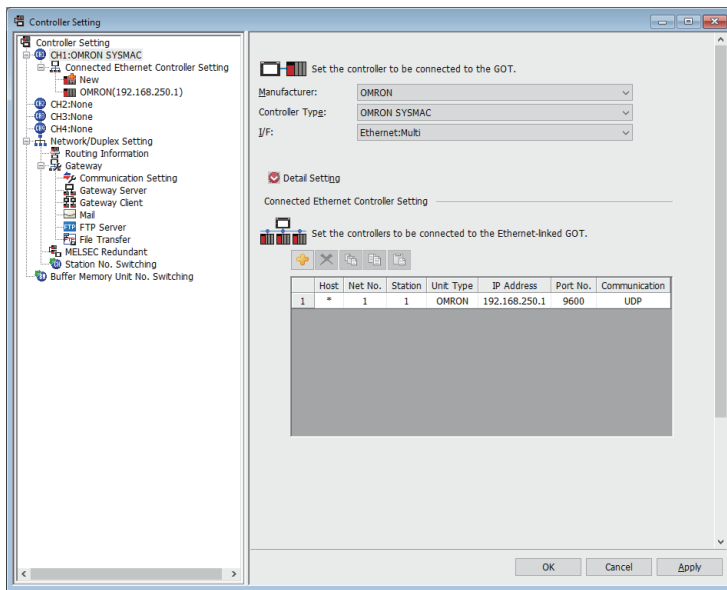 Controller Setting
Controller Setting
CH1:OMRON SYSMAC
Connected Ethernet Controller Setting
New
OMRON(192.168.250.1)
CH2:None
CH3:None
CH4:None
Network/Duplex Setting
Routing Information
Gateway
Communication Setting
Gateway Server
Gateway Client
Mail
FTP Server
File Transfer
MELSEC Redundant
Station No. Switching
Buffer Memory Unit No. Switching
Set the controller to be connected to the GOT.
Manufacturer: OMRON
Controller Type: OMRON SYSMAC
I/F: Ethernet:Multi
Detail Setting
Connected Ethernet Controller Setting
Set the controllers to be connected to the Ethernet-linked GOT.
Host Net No. Station Unit Type IP Address Port No. Communication
1 * 1 1 OMRON 192.168.250.1 9600 UDP
OK Cancel Apply